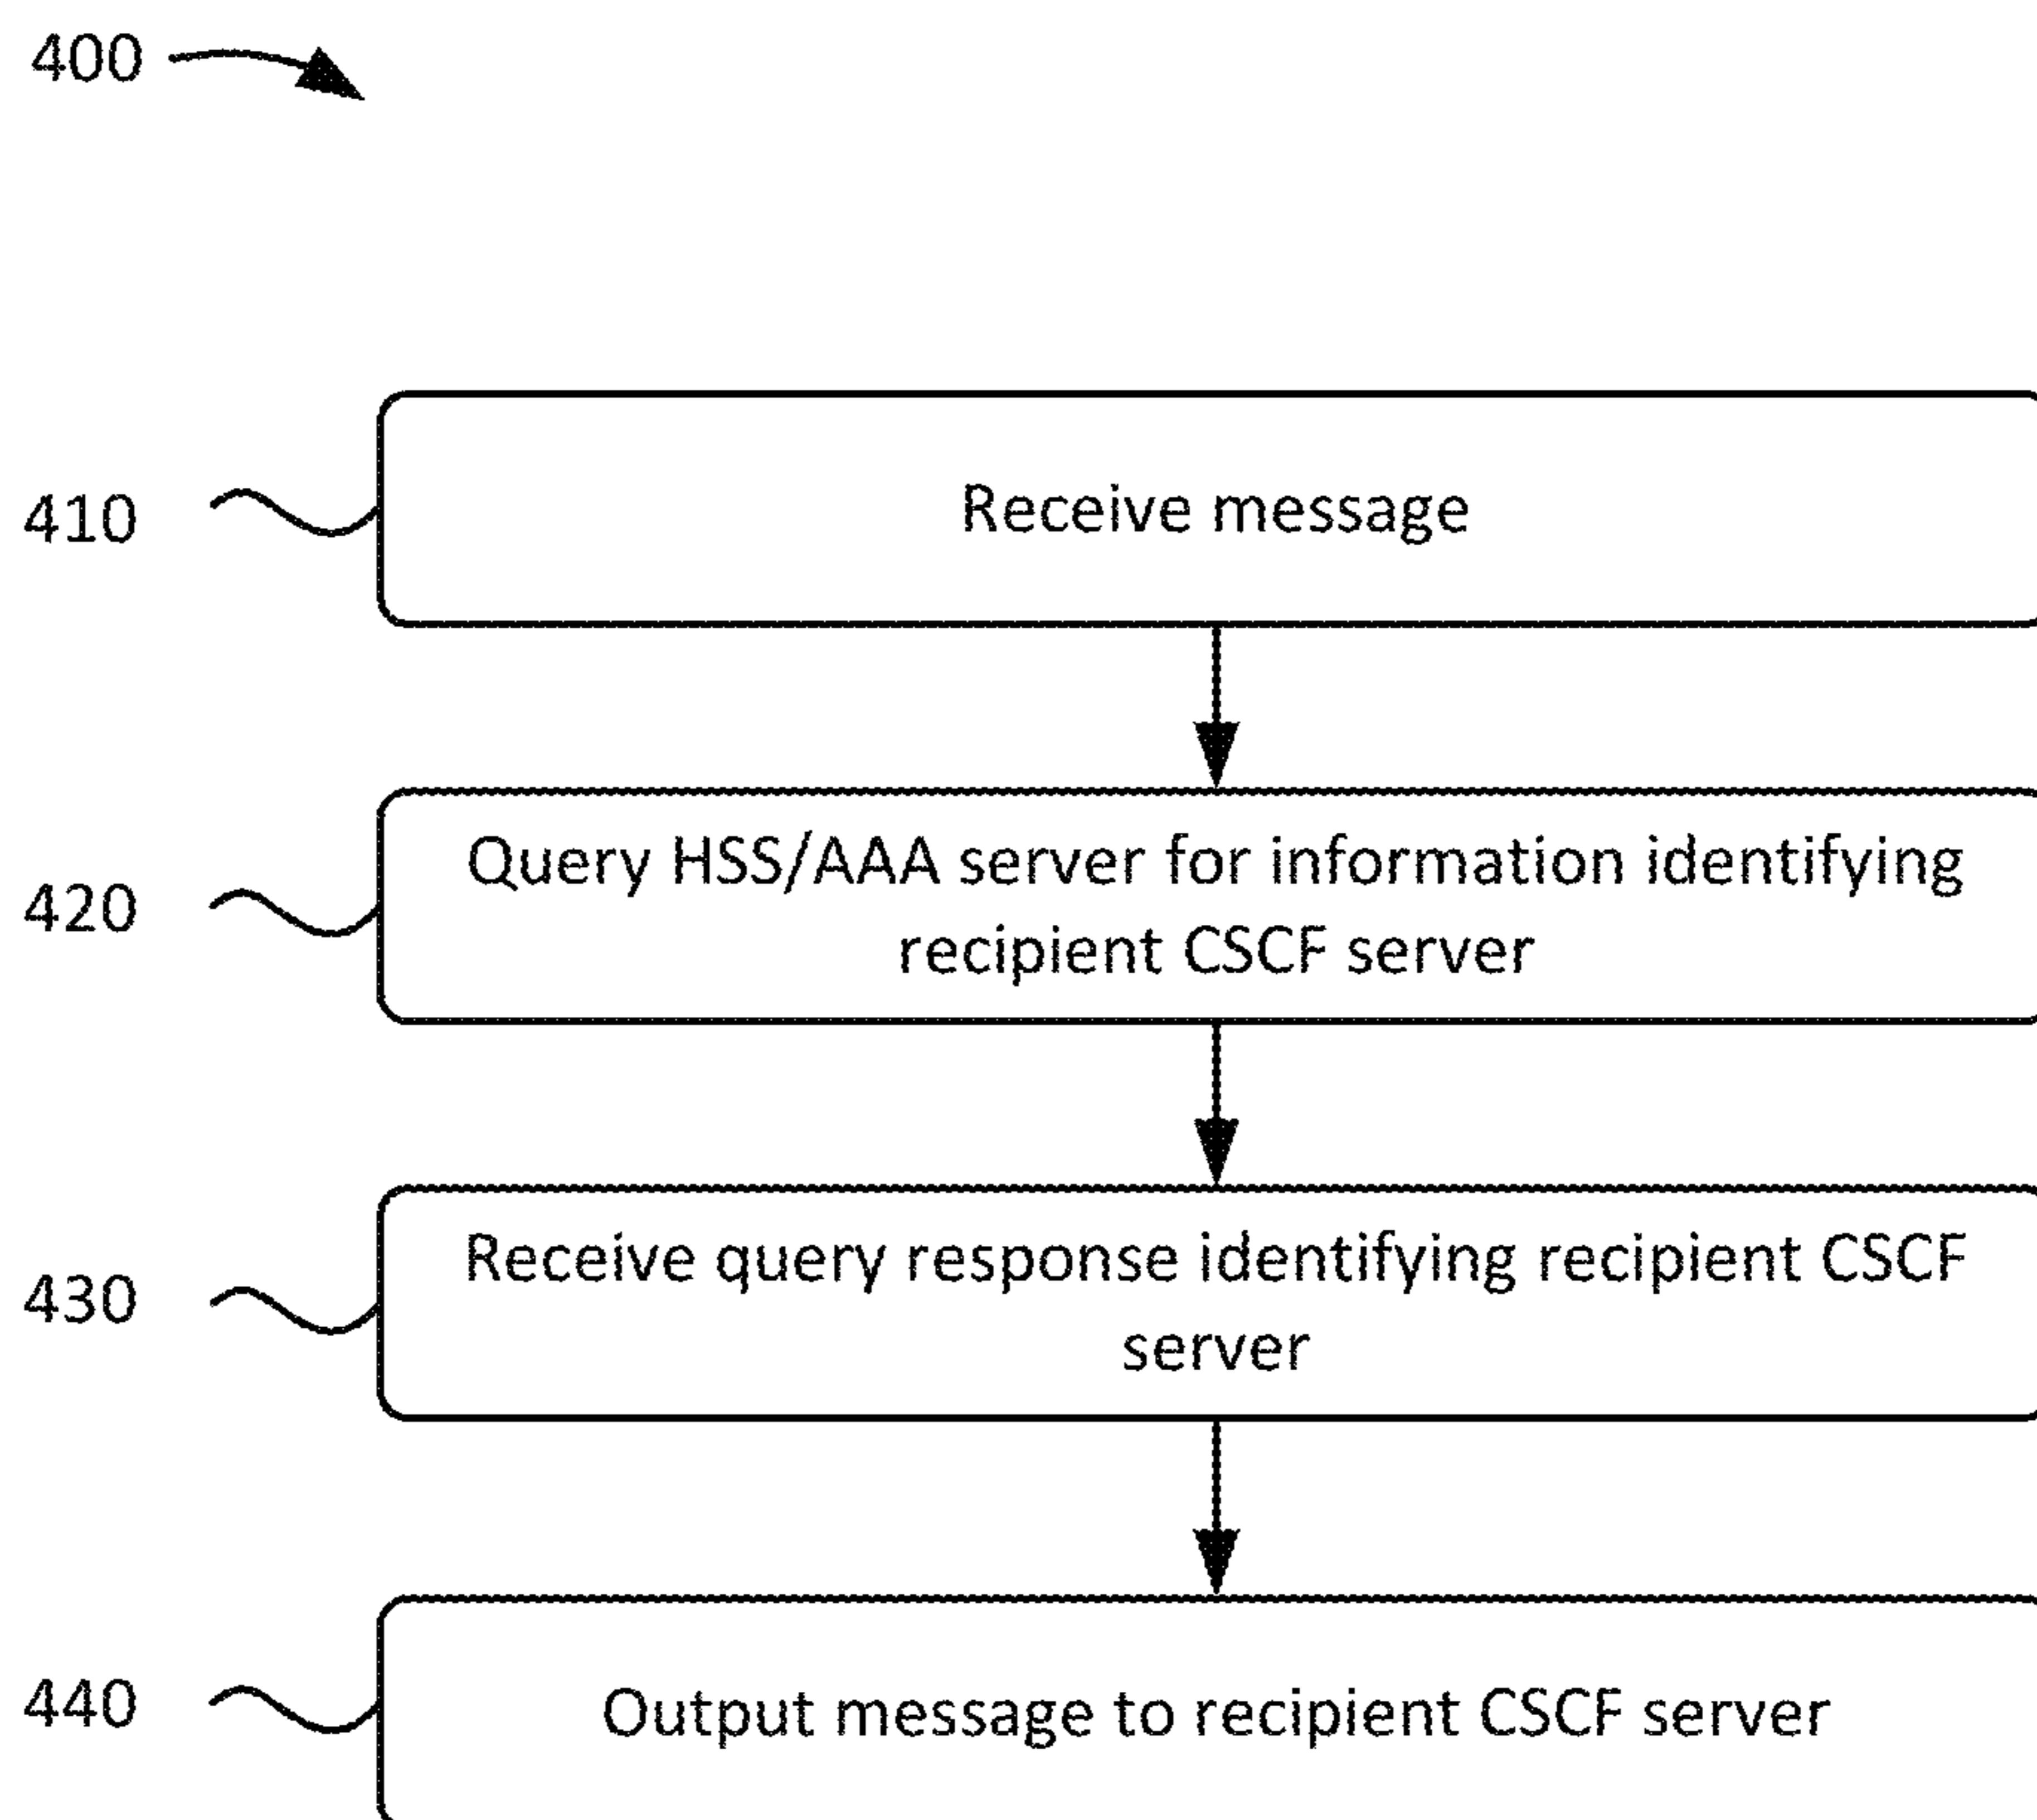 400
410
Receive message
420
Query HSS/AAA server for information identifying
recipient CSCF server
430
Receive query response identifying recipient CSCF
server
440
Output message to recipient CSCF server